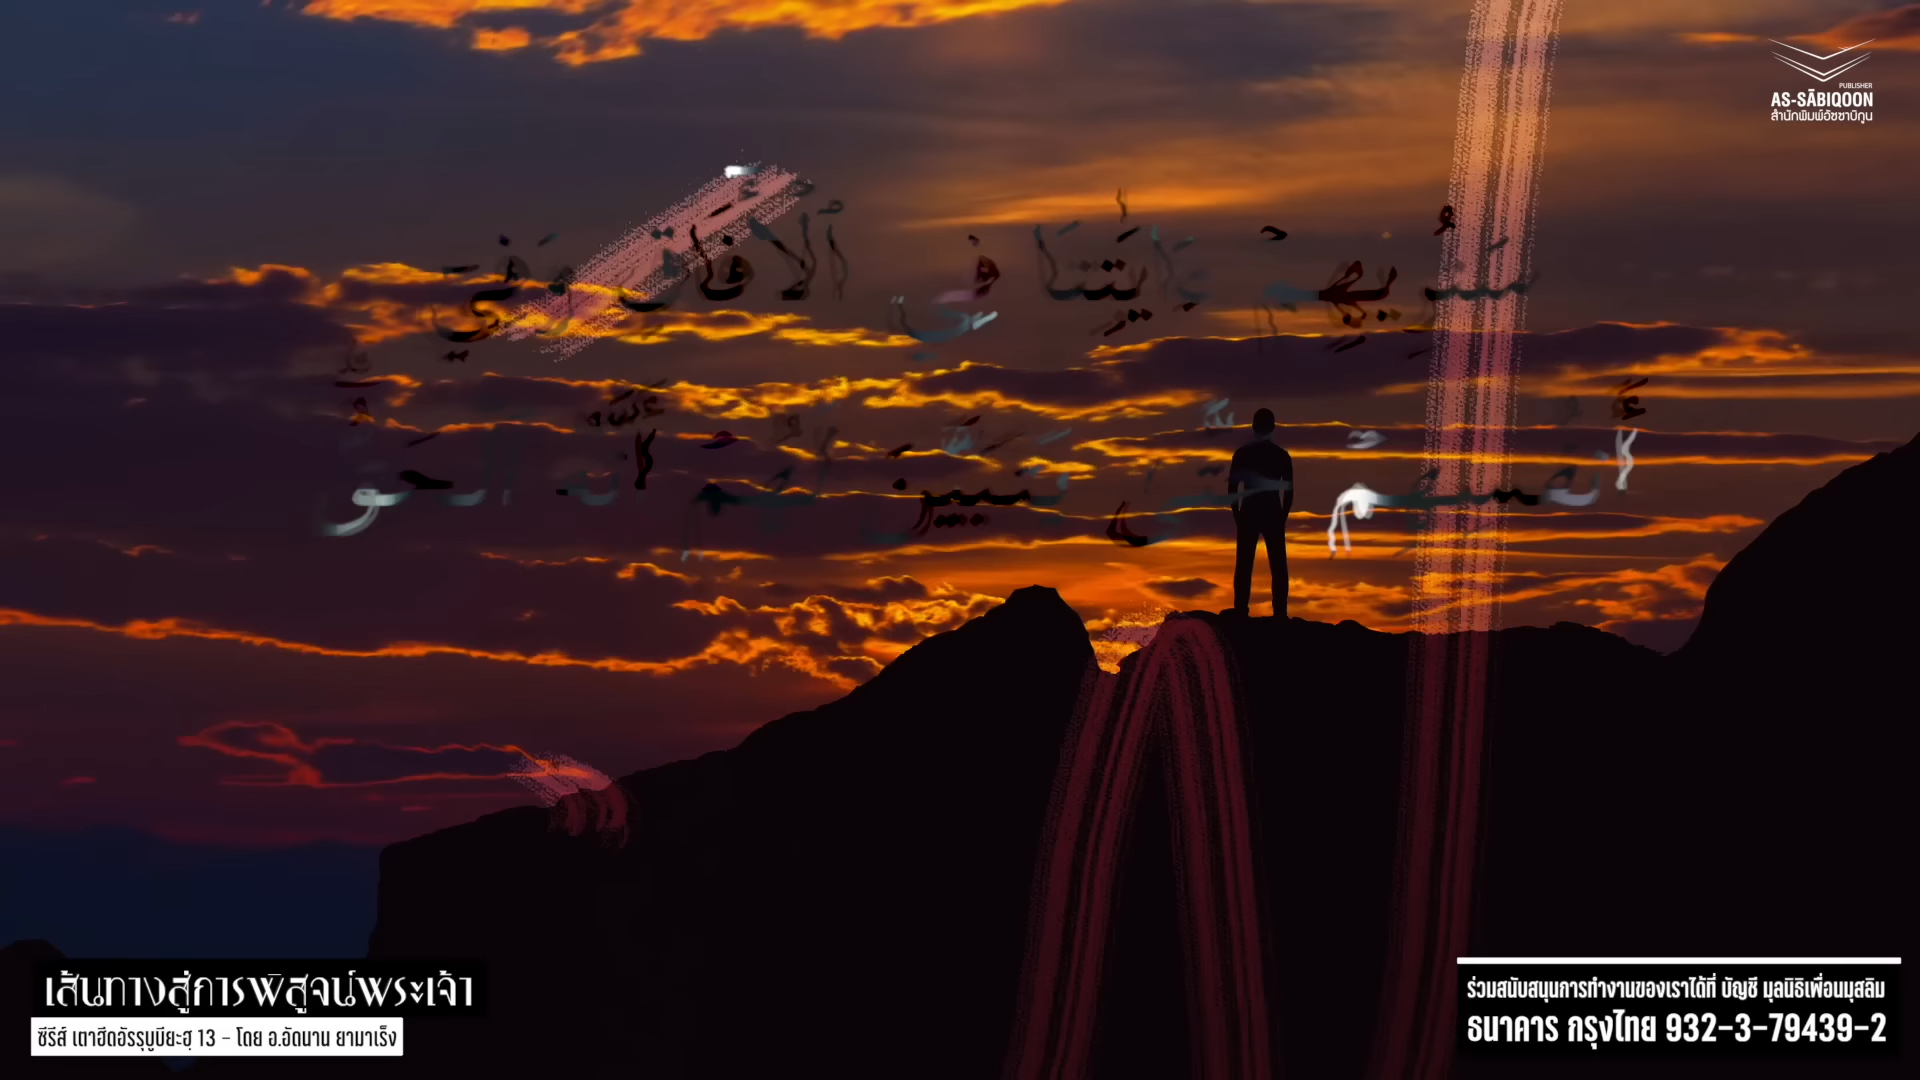 PUBLISHER
AS-SĀBIQOON
สำนักพิมพ์อัซซาบิกูน
سَنُرِيهِمْ ءَايَٰتِنَا فِي ٱلْأَفَاقِ وَفِيٓ
أَنفُسِهِمْ حَتَّىٰ يَتَبَيَّنَ لَهُمْ أَنَّهُ ٱلْحَقُّ
เส้นทางสู่การพิสูจน์พระเจ้า
ซีรีส์ เตาฮีดอัรรุบูบียะฮฺ 13 - โดย อ.อัดนาน ยามาเร็ง
ร่วมสนับสนุนการทำงานของเราได้ที่ บัญชี มุลนิธิเพื่อนมุสลิม
ธนาคาร กรุงไทย 932-3-79439-2